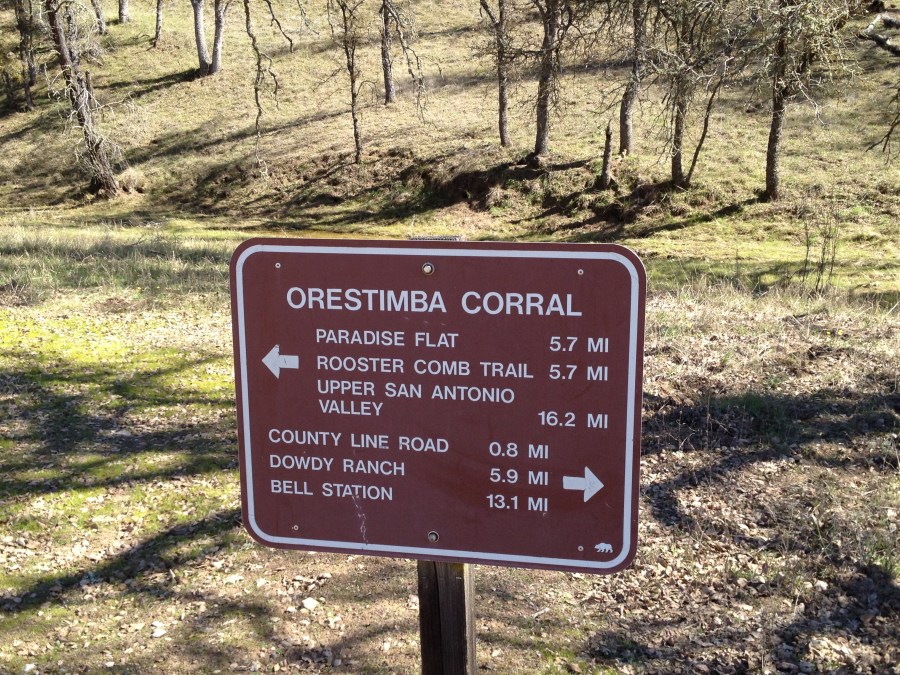 ORESTIMBA CORRAL
PARADISE FLAT 5.7 MI
ROOSTER COMB TRAIL 5.7 MI
UPPER SAN ANTONIO
VALLEY 16.2 MI
COUNTY LINE ROAD 0.8 MI
DOWDY RANCH 5.9 MI
BELL STATION 13.1 MI